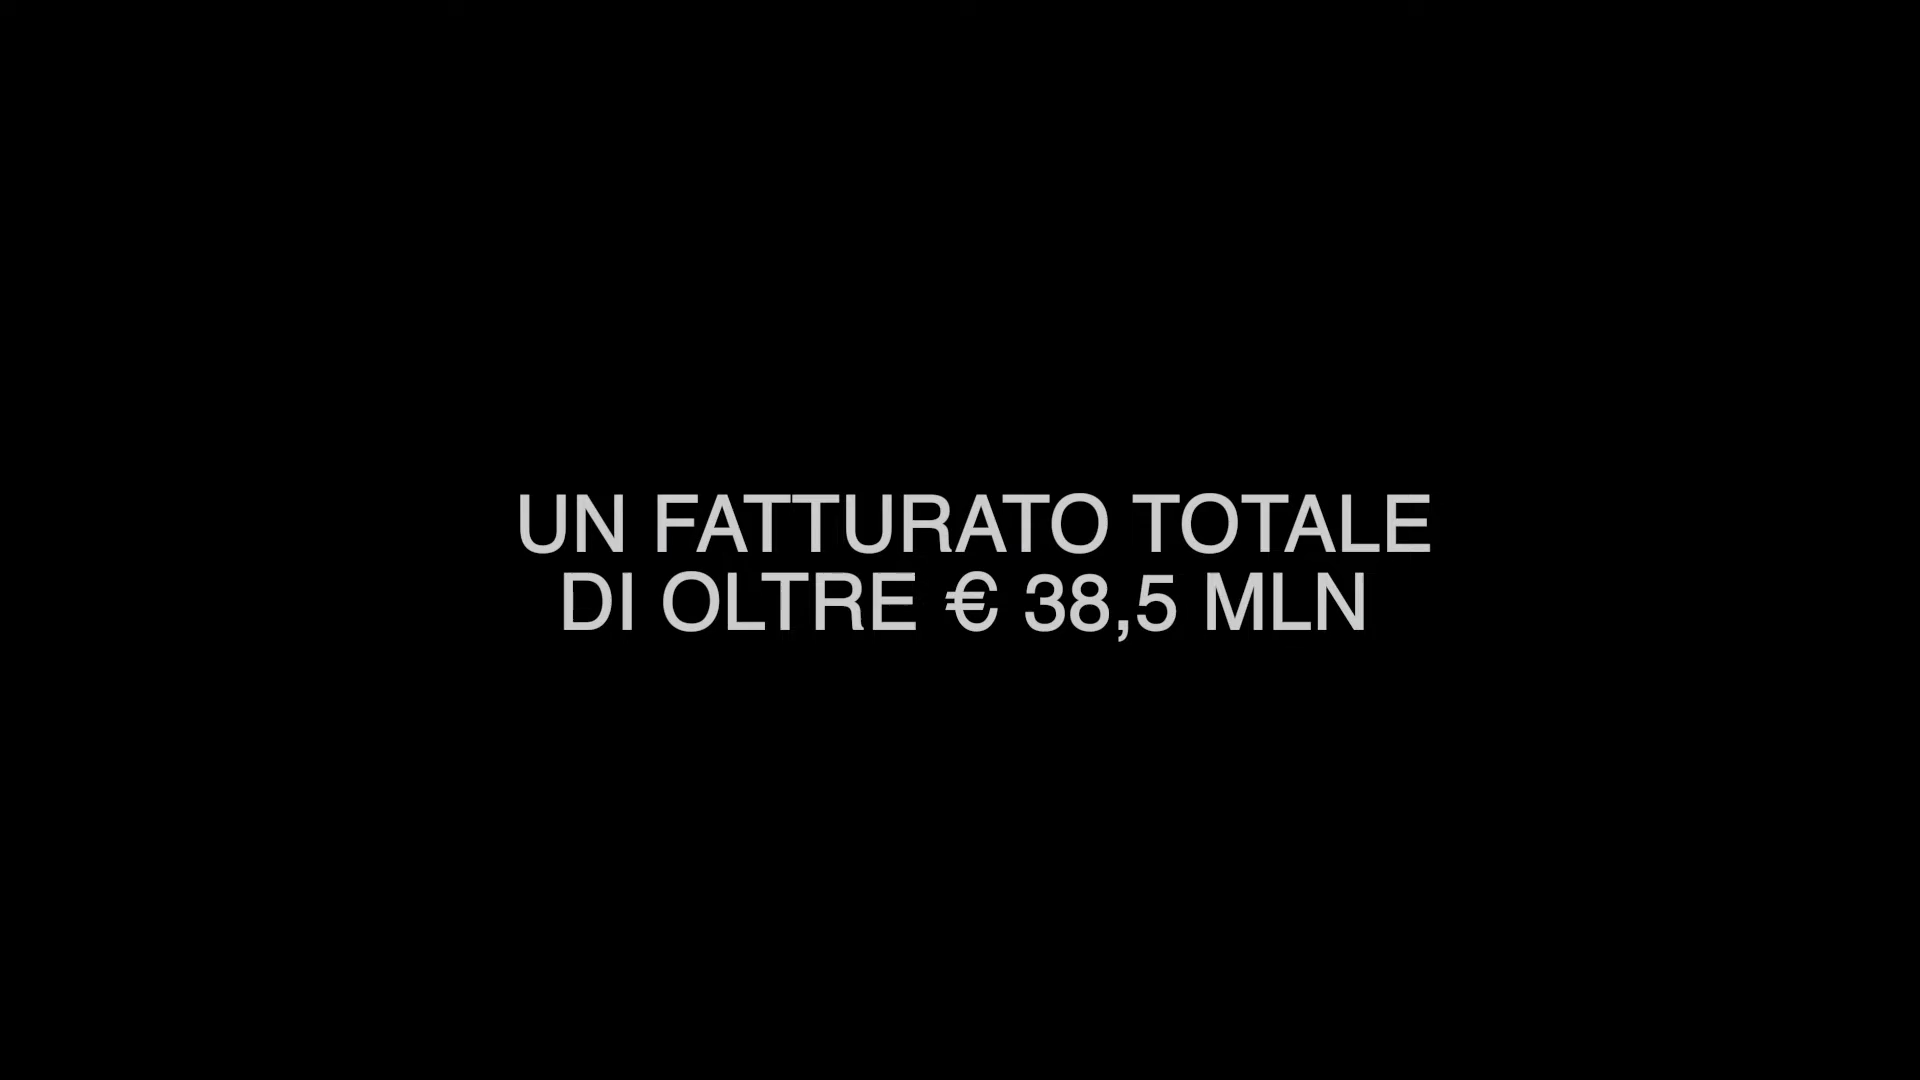 UN FATTURATO TOTALE
DI OLTRE € 38,5 MLN